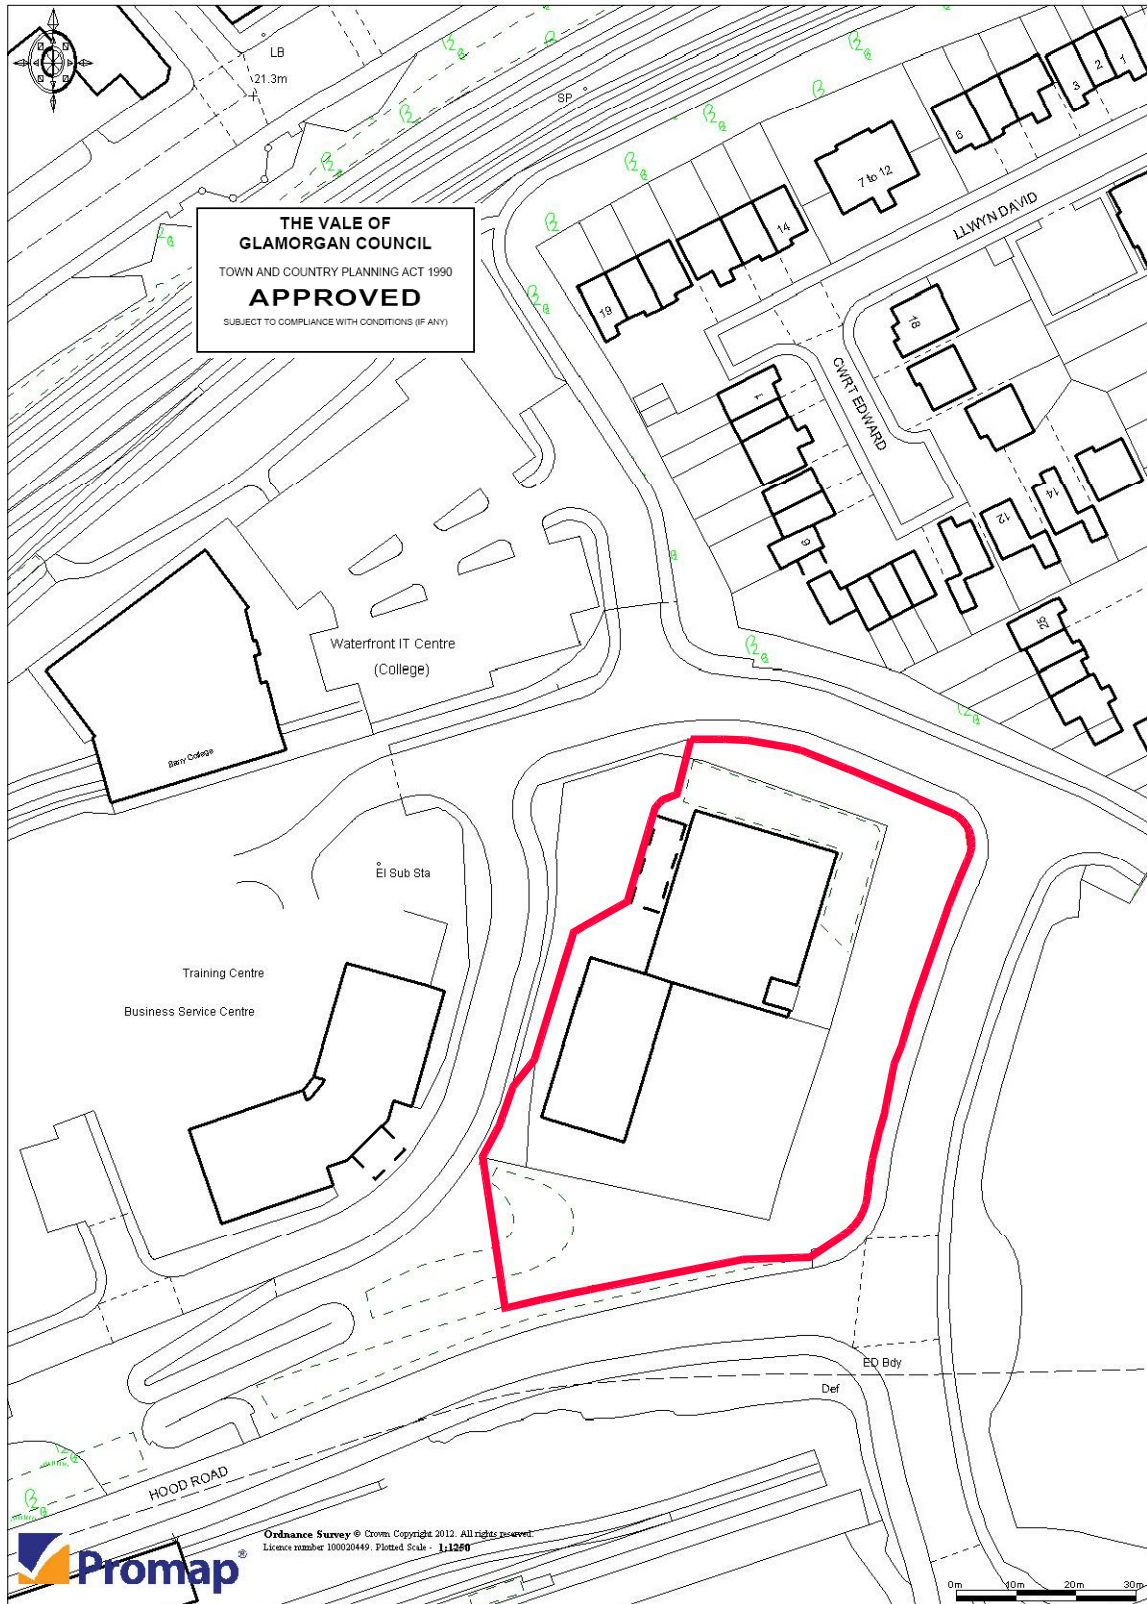 LB
21.3m
SP
THE VALE OF
GLAMORGAN COUNCIL
TOWN AND COUNTRY PLANNING ACT 1990
APPROVED
SUBJECT TO COMPLIANCE WITH CONDITIONS (IF ANY)
1
2
3
6
7 to 12
14
19
LLWYN DAVID
18
CWRT EDWARD
1
9
12
14
25
Waterfront IT Centre
(College)
Barry College
El Sub Sta
Training Centre
Business Service Centre
ED Bdy
Def
HOOD ROAD
Ordnance Survey © Crown Copyright 2012. All rights reserved.
Licence number 100020449. Plotted Scale - 1:1250
Promap®
0m 10m 20m 30m